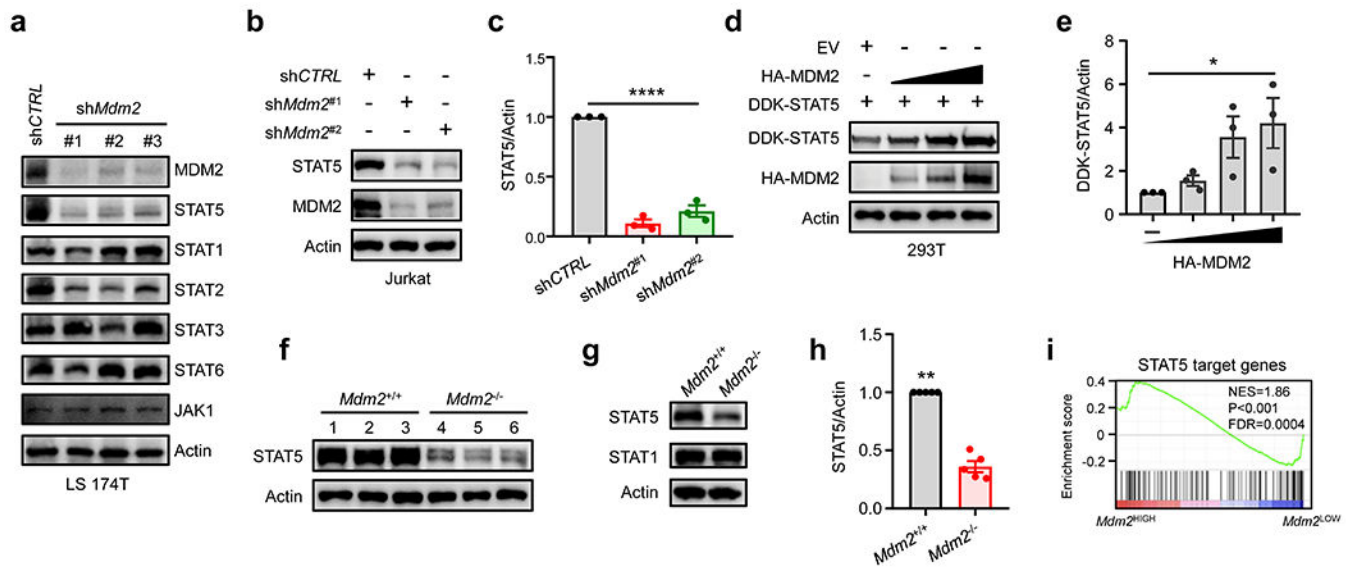 a
shCTRL
shMdm2
#1 #2 #3
MDM2
STAT5
STAT1
STAT2
STAT3
STAT6
JAK1
Actin
LS 174T
b
shCTRL + - -
shMdm2#1 - + -
shMdm2#2 - - +
STAT5
MDM2
Actin
Jurkat
c
STAT5/Actin
1.5
1.0
0.5
0.0
****
shCTRL
shMdm2#1
shMdm2#2
d
EV + - - -
HA-MDM2 -
DDK-STAT5 + + + +
DDK-STAT5
HA-MDM2
Actin
293T
e
DDK-STAT5/Actin
8
6
4
2
0
*
–
HA-MDM2
f
Mdm2+/+ Mdm2-/-
1 2 3 4 5 6
STAT5
Actin
g
Mdm2+/+
Mdm2-/-
STAT5
STAT1
Actin
h
STAT5/Actin
1.5
1.0
0.5
0.0
**
Mdm2+/+
Mdm2-/-
i
STAT5 target genes
Enrichment score
0.4
0.2
0
-0.2
NES=1.86
P<0.001
FDR=0.0004
Mdm2HIGH
Mdm2LOW